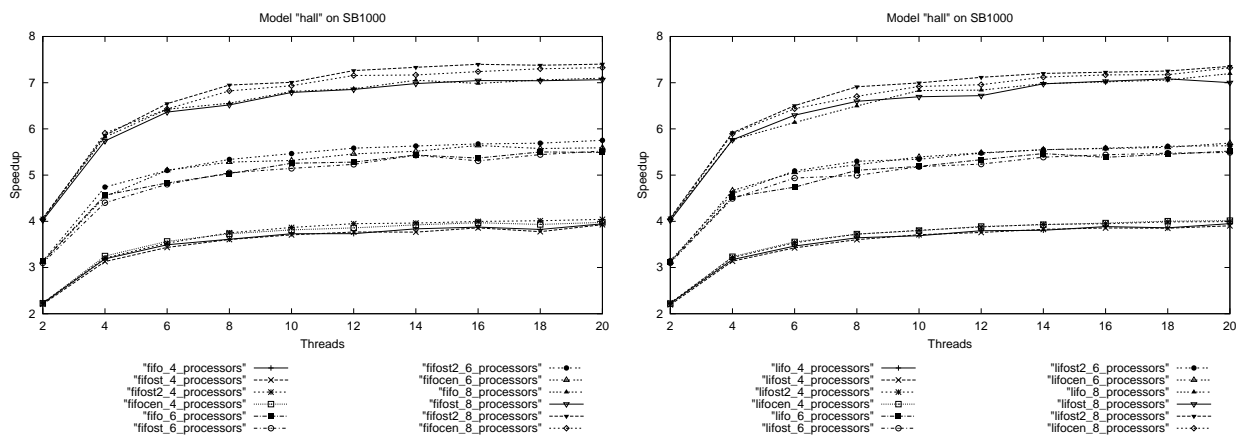 Model "hall" on SB1000
8
7
6
5
4
3
2
Speedup
2 4 6 8 10 12 14 16 18 20
Threads
"fifo_4_processors" "fifost2_6_processors"
"fifost_4_processors" "fifocen_6_processors"
"fifost2_4_processors" "fifo_8_processors"
"fifocen_4_processors" "fifost_8_processors"
"fifo_6_processors" "fifost2_8_processors"
"fifost_6_processors" "fifocen_8_processors"
Model "hall" on SB1000
8
7
6
5
4
3
2
Speedup
2 4 6 8 10 12 14 16 18 20
Threads
"lifo_4_processors" "lifost2_6_processors"
"lifost_4_processors" "lifocen_6_processors"
"lifost2_4_processors" "lifo_8_processors"
"lifocen_4_processors" "lifost_8_processors"
"lifo_6_processors" "lifost2_8_processors"
"lifost_6_processors" "lifocen_8_processors"